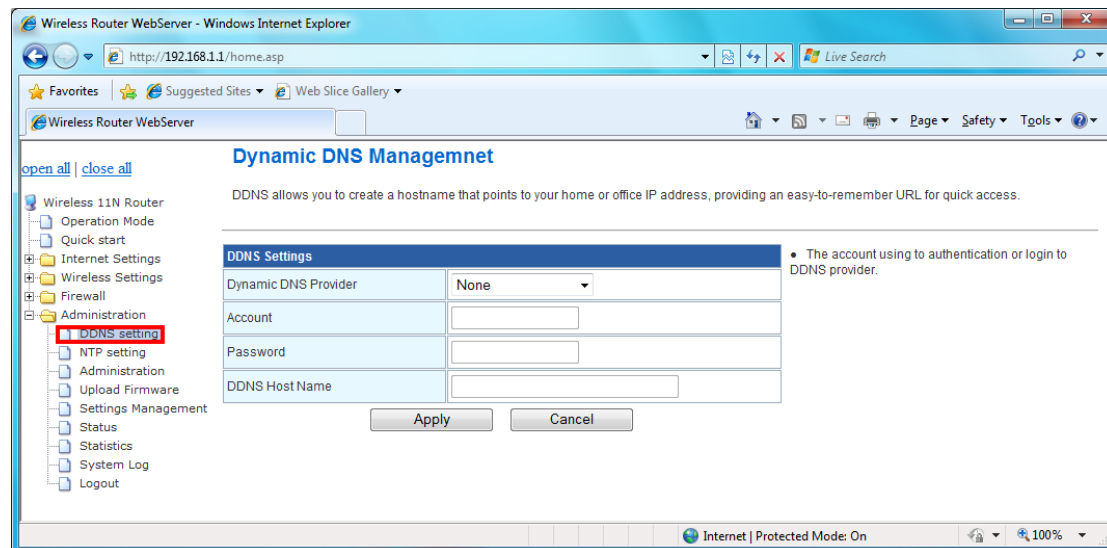 Wireless Router WebServer - Windows Internet Explorer
http://192.168.1.1/home.asp
Live Search
Favorites Suggested Sites Web Slice Gallery
Wireless Router WebServer
Page Safety Tools
open all | close all
Wireless 11N Router
Operation Mode
Quick start
Internet Settings
Wireless Settings
Firewall
Administration
DDNS setting
NTP setting
Administration
Upload Firmware
Settings Management
Status
Statistics
System Log
Logout
Dynamic DNS Managemnet
DDNS allows you to create a hostname that points to your home or office IP address, providing an easy-to-remember URL for quick access.
DDNS Settings
Dynamic DNS Provider None
Account
Password
DDNS Host Name
Apply Cancel
• The account using to authentication or login to
DDNS provider.
Internet | Protected Mode: On
100%